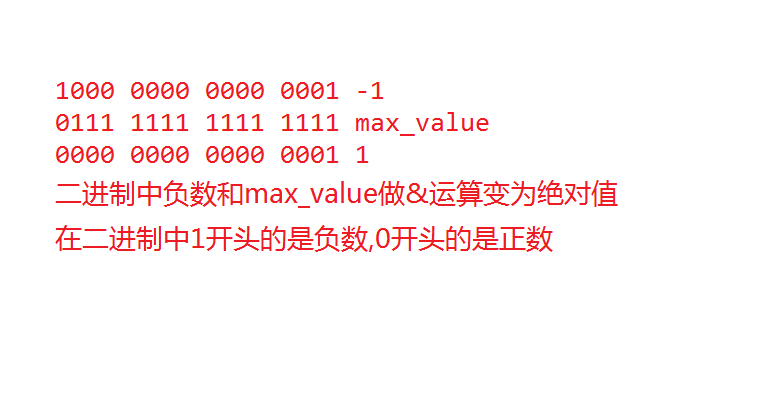 1000 0000 0000 0001 -1
0111 1111 1111 1111 max_value
0000 0000 0000 0001 1
二进制中负数和max_value做&运算变为绝对值
在二进制中1开头的是负数,0开头的是正数